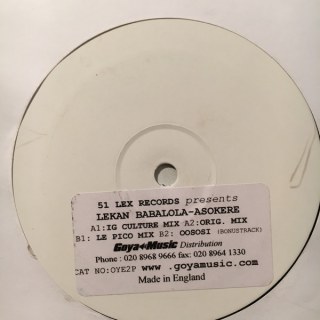 51 LEX RECORDS presents
LEKAN BABALOLA-ASOKERE
A1:IG CULTURE MIX A2:ORIG. MIX
B1: LE PICO MIX B2: OOSOSI (BONUSTRACK)
Goya+Music Distribution
Phone : 020 8968 9666 fax: 020 8964 1330
CAT NO:OYE2P www .goyamusic.com
Made in England